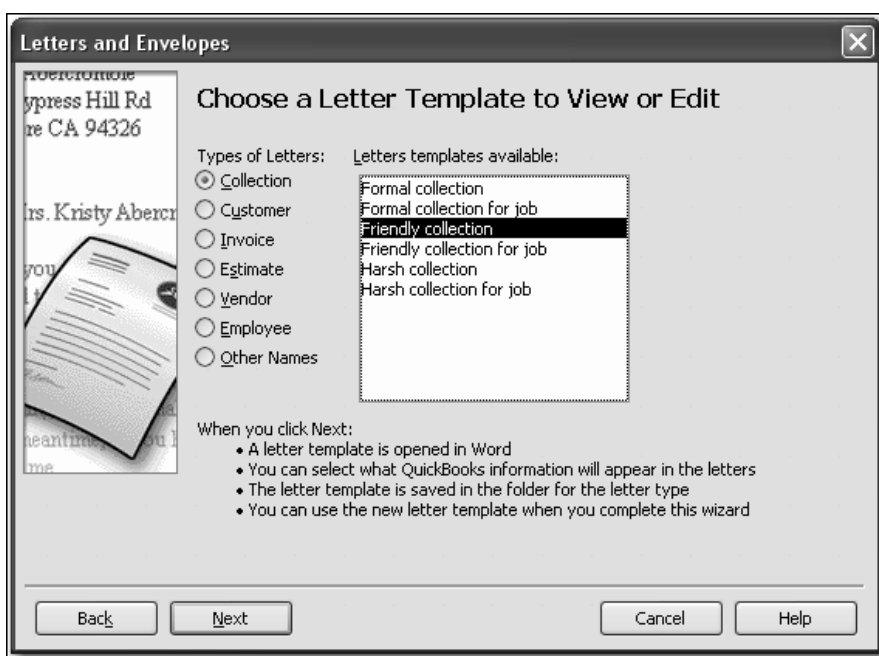 Letters and Envelopes
ypress Hill Rd
re CA 94326
rs. Kristy Abercr
you
Choose a Letter Template to View or Edit
Types of Letters:
Collection
Customer
Invoice
Estimate
Vendor
Employee
Other Names
Letters templates available:
Formal collection
Formal collection for job
Friendly collection
Friendly collection for job
Harsh collection
Harsh collection for job
When you click Next:
• A letter template is opened in Word
• You can select what QuickBooks information will appear in the letters
• The letter template is saved in the folder for the letter type
• You can use the new letter template when you complete this wizard
Back
Next
Cancel
Help